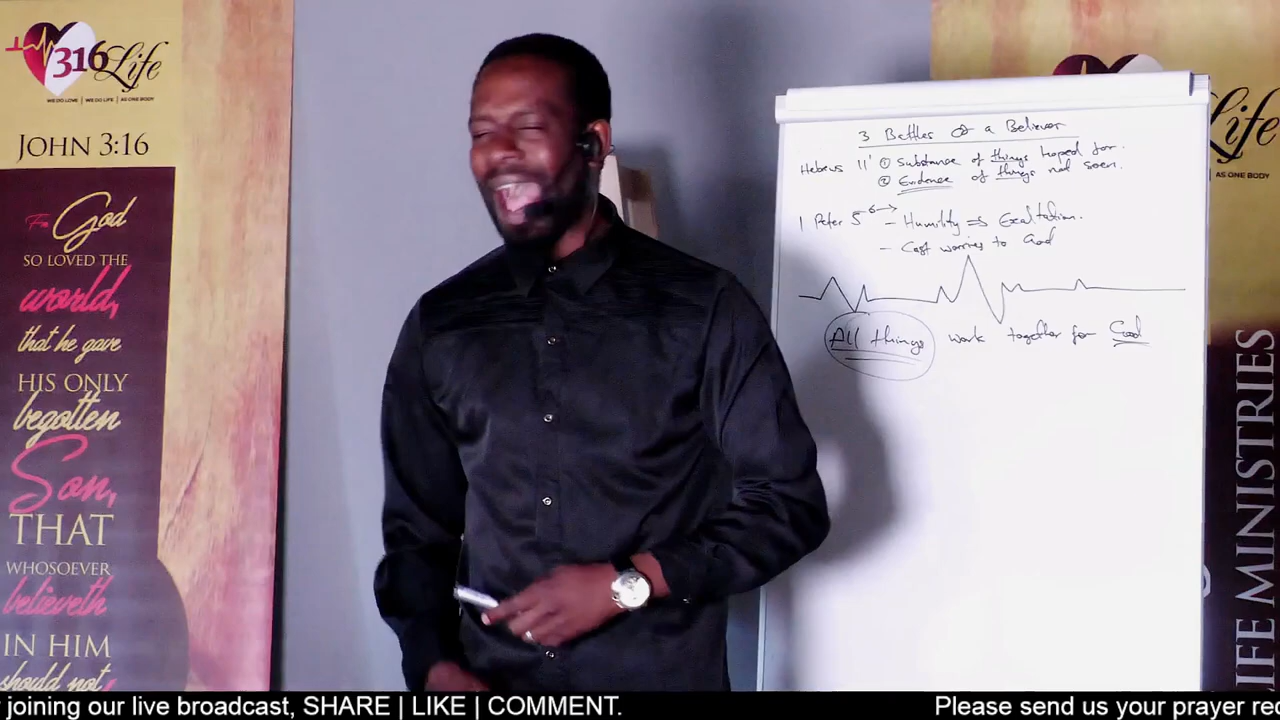 316Life
WE DO LOVE | WE DO LIFE | AS ONE BODY
JOHN 3:16
For God
SO LOVED THE
world,
that he gave
HIS ONLY
begotten
Son,
THAT
WHOSOEVER
believeth
IN HIM
should not
3 Battles of a Believer
Hebrews 11¹ ① Substance of things hoped for.
② Evidence of things not seen.
1 Peter 5⁶→ – Humility ⇒ Exaltation.
– Cast worries to God
All things work together for Good
Life
AS ONE BODY
LIFE MINISTRIES
joining our live broadcast, SHARE | LIKE | COMMENT.
Please send us your prayer rec